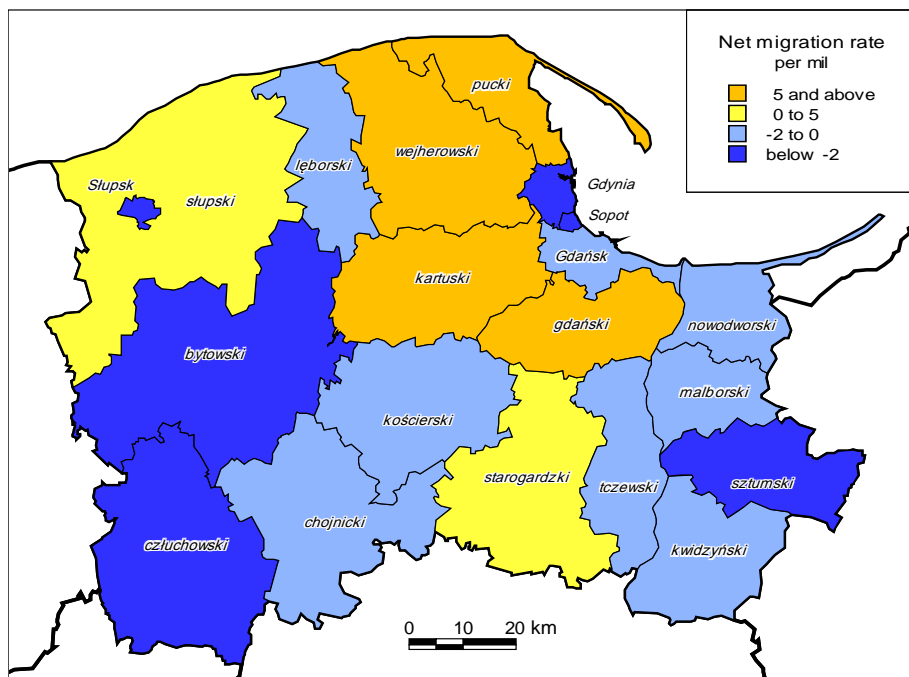 Net migration rate
per mil
5 and above
0 to 5
-2 to 0
below -2
pucki
wejherowski
lęborski
Słupsk
słupski
Gdynia
Sopot
Gdańsk
kartuski
gdański
nowodworski
bytowski
malborski
kościerski
starogardzki
tczewski
sztumski
chojnicki
człuchowski
kwidzyński
0 10 20 km